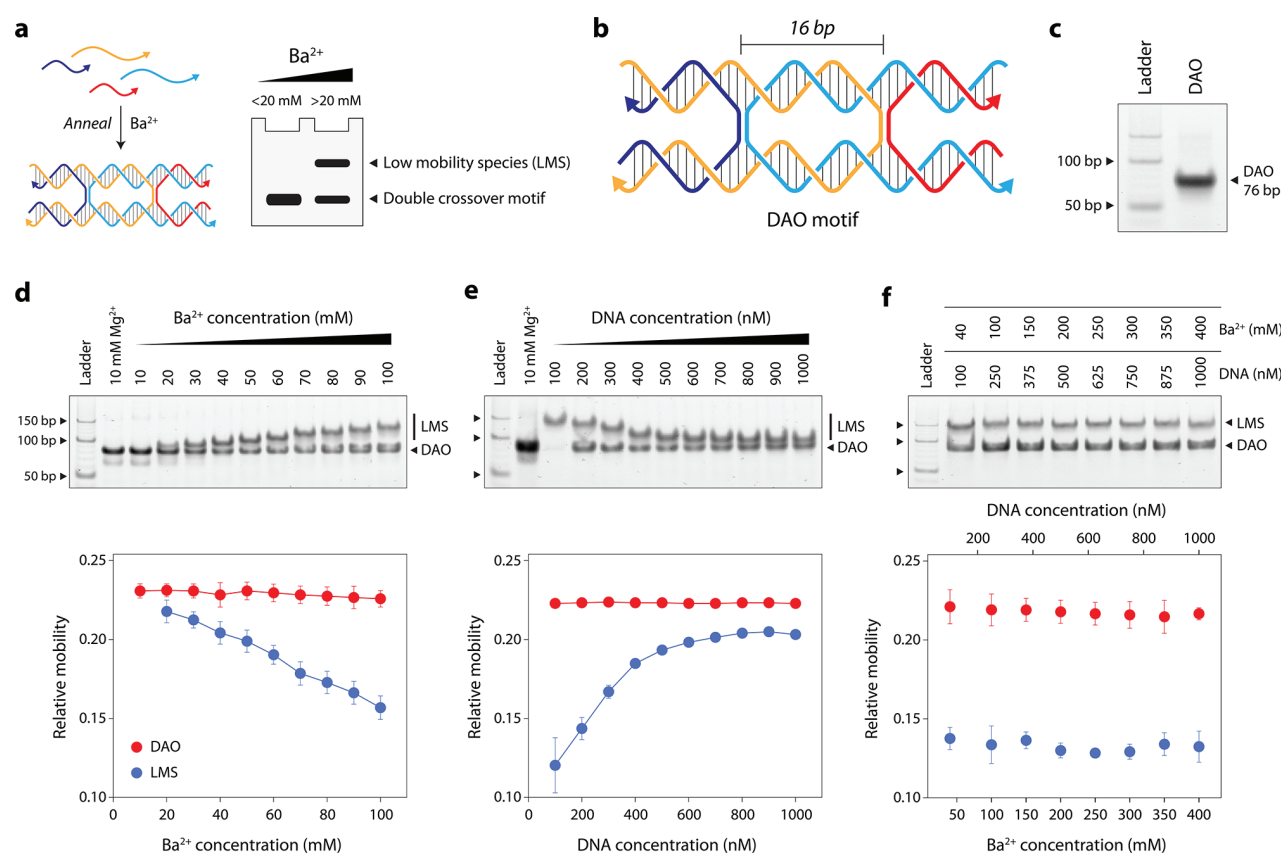 a
Anneal
Ba²⁺
Ba²⁺
<20 mM >20 mM
Low mobility species (LMS)
Double crossover motif
b
16 bp
DAO motif
c
Ladder
DAO
100 bp
50 bp
DAO
76 bp
d
Ba²⁺ concentration (mM)
Ladder
10 mM Mg²⁺
10 20 30 40 50 60 70 80 90 100
150 bp
100 bp
50 bp
LMS
DAO
0.25
0.20
0.15
0.10
Relative mobility
DAO
LMS
0 20 40 60 80 100
Ba²⁺ concentration (mM)
e
DNA concentration (nM)
Ladder
10 mM Mg²⁺
100 200 300 400 500 600 700 800 900 1000
LMS
DAO
0.25
0.20
0.15
0.10
Relative mobility
0 200 400 600 800 1000
DNA concentration (nM)
f
Ladder
40 100 150 200 250 300 350 400 Ba²⁺ (mM)
100 250 375 500 625 750 875 1000 DNA (nM)
LMS
DAO
DNA concentration (nM)
200 400 600 800 1000
0.25
0.20
0.15
0.10
Relative mobility
50 100 150 200 250 300 350 400
Ba²⁺ concentration (mM)